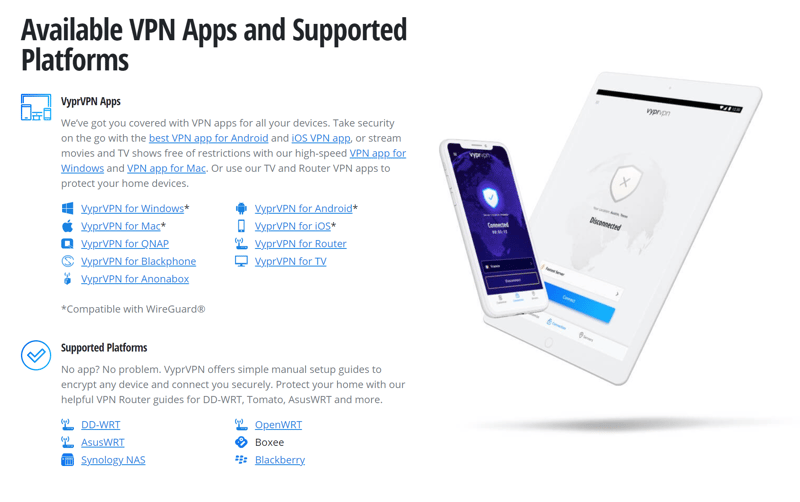 Available VPN Apps and Supported
Platforms
VyprVPN Apps
We've got you covered with VPN apps for all your devices. Take security
on the go with the best VPN app for Android and iOS VPN app, or stream
movies and TV shows free of restrictions with our high-speed VPN app for
Windows and VPN app for Mac. Or use our TV and Router VPN apps to
protect your home devices.
VyprVPN for Windows*
VyprVPN for Android*
VyprVPN for Mac*
VyprVPN for iOS*
VyprVPN for QNAP
VyprVPN for Router
VyprVPN for Blackphone
VyprVPN for TV
VyprVPN for Anonabox
*Compatible with WireGuard®
Supported Platforms
No app? No problem. VyprVPN offers simple manual setup guides to
encrypt any device and connect you securely. Protect your home with our
helpful VPN Router guides for DD-WRT, Tomato, AsusWRT and more.
DD-WRT
OpenWRT
AsusWRT
Boxee
Synology NAS
Blackberry
vyprvpn
Connected
vyprvpn
Disconnected
Connect